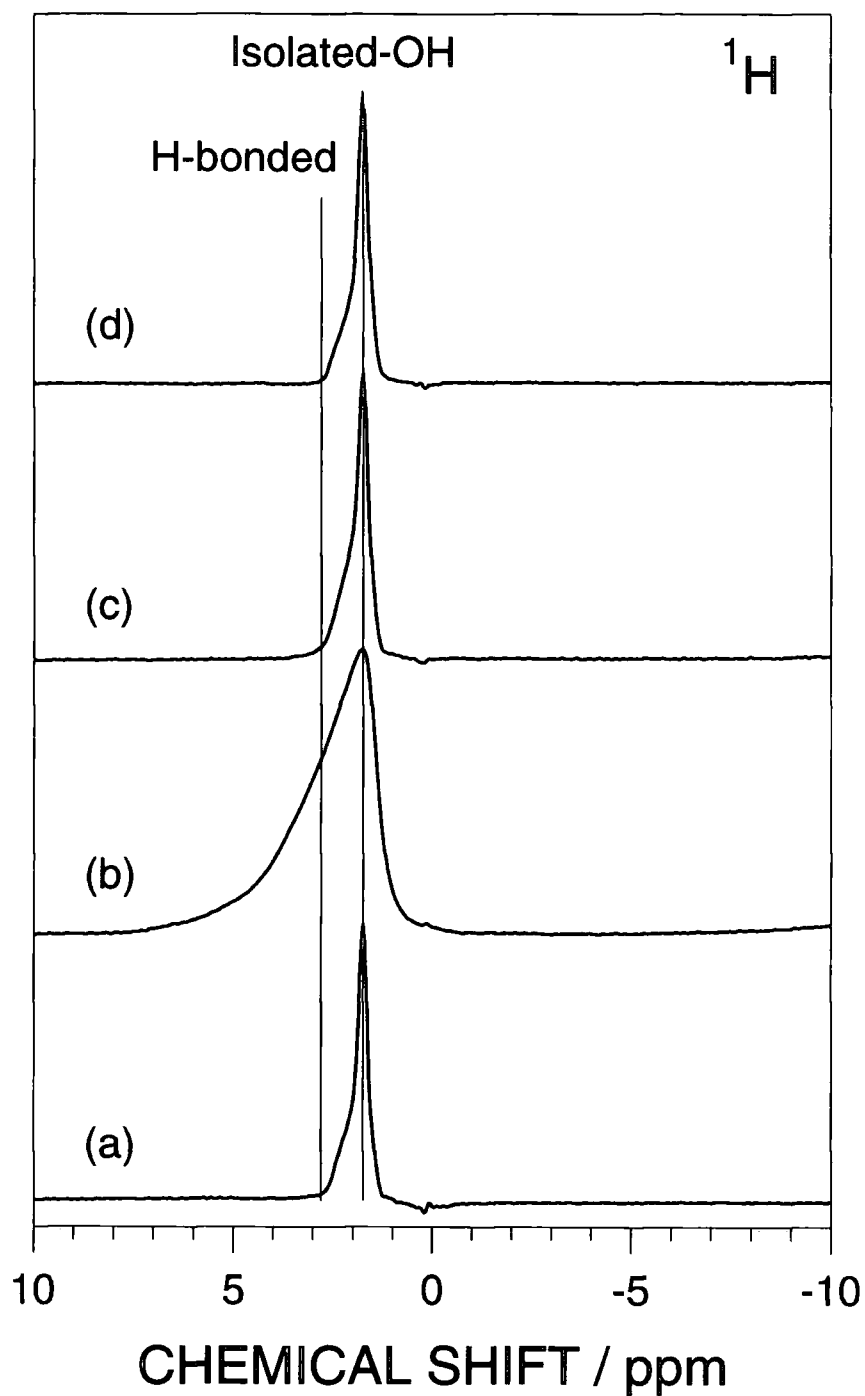 Isolated-OH
¹H
H-bonded
(d)
(c)
(b)
(a)
10 5 0 -5 -10
CHEMICAL SHIFT / ppm